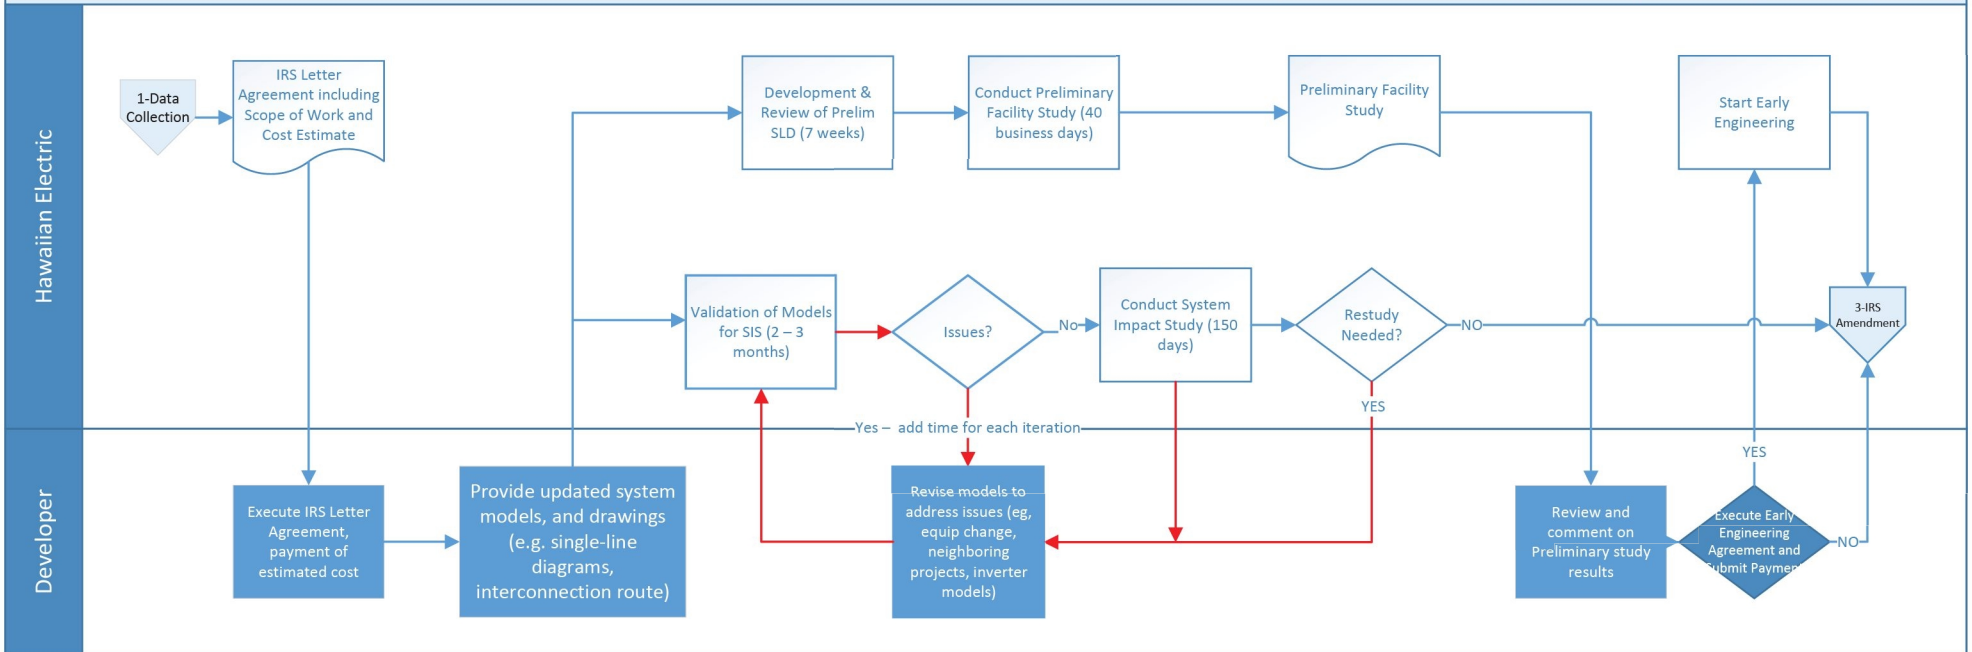 Hawaiian Electric
1-Data
Collection
IRS Letter
Agreement including
Scope of Work and
Cost Estimate
Development &
Review of Prelim
SLD (7 weeks)
Conduct Preliminary
Facility Study (40
business days)
Preliminary Facility
Study
Start Early
Engineering
Validation of Models
for SIS (2 – 3
months)
Issues?
No
Conduct System
Impact Study (150
days)
Restudy
Needed?
NO
3-IRS
Amendment
YES
Yes – add time for each iteration
Developer
Execute IRS Letter
Agreement,
payment of
estimated cost
Provide updated system
models, and drawings
(e.g. single-line
diagrams,
interconnection route)
Revise models to
address issues (eg,
equip change,
neighboring
projects, inverter
models)
Review and
comment on
Preliminary study
results
YES
Execute Early
Engineering
Agreement and
Submit Payment
NO